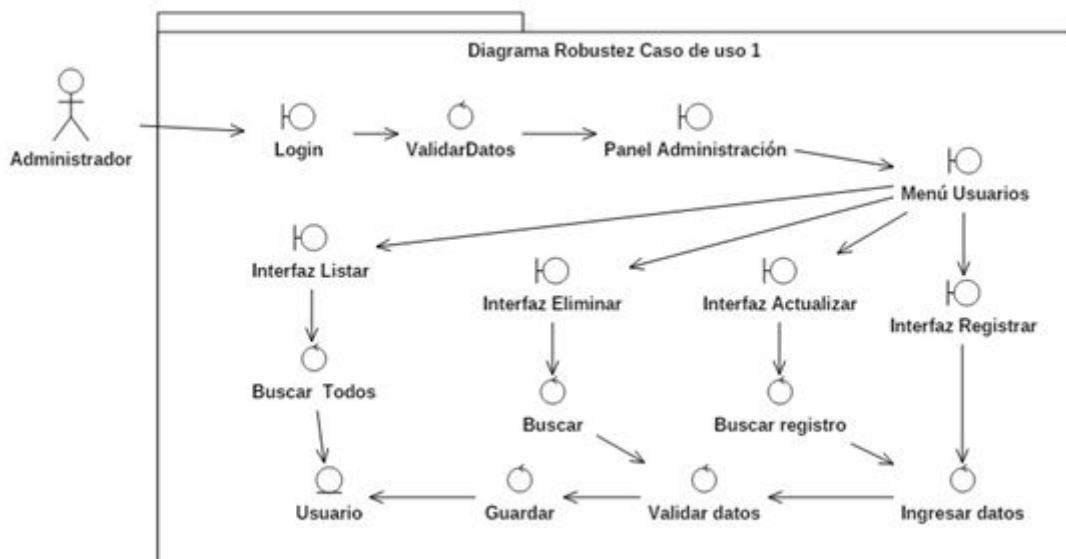 Diagrama Robustez Caso de uso 1
Administrador
Login
ValidarDatos
Panel Administración
Menú Usuarios
Interfaz Listar
Interfaz Eliminar
Interfaz Actualizar
Interfaz Registrar
Buscar Todos
Buscar
Buscar registro
Usuario
Guardar
Validar datos
Ingresar datos